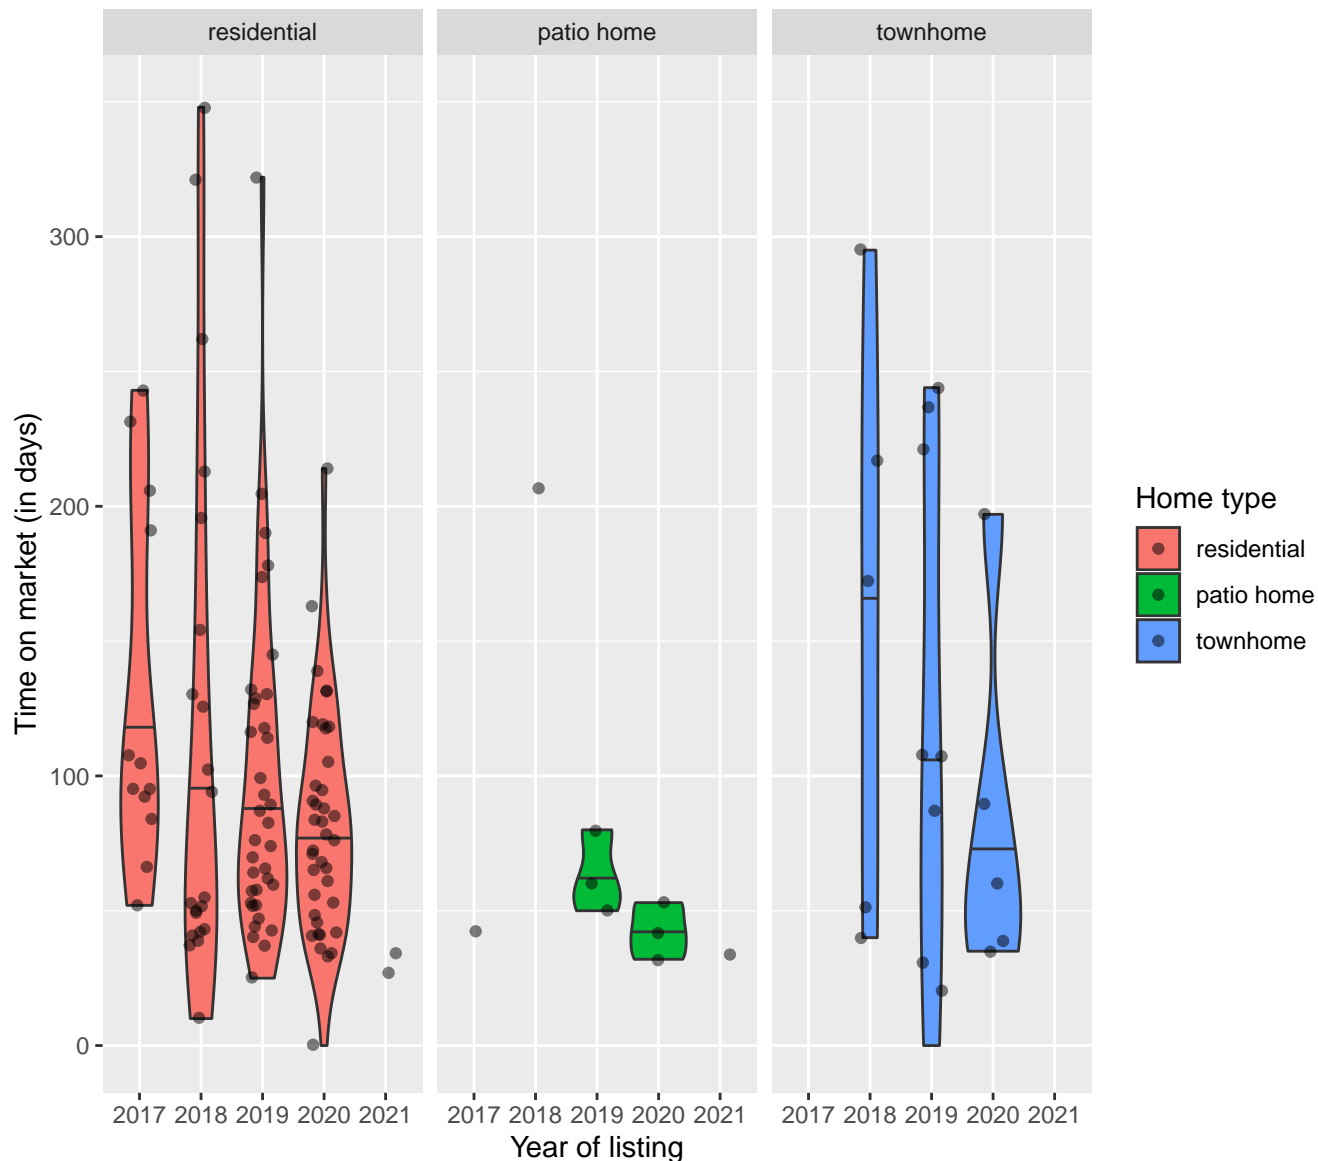 residential
patio home
townhome
Time on market (in days)
300
200
100
0
2017 2018 2019 2020 2021
2017 2018 2019 2020 2021
2017 2018 2019 2020 2021
Year of listing
Home type
residential
patio home
townhome